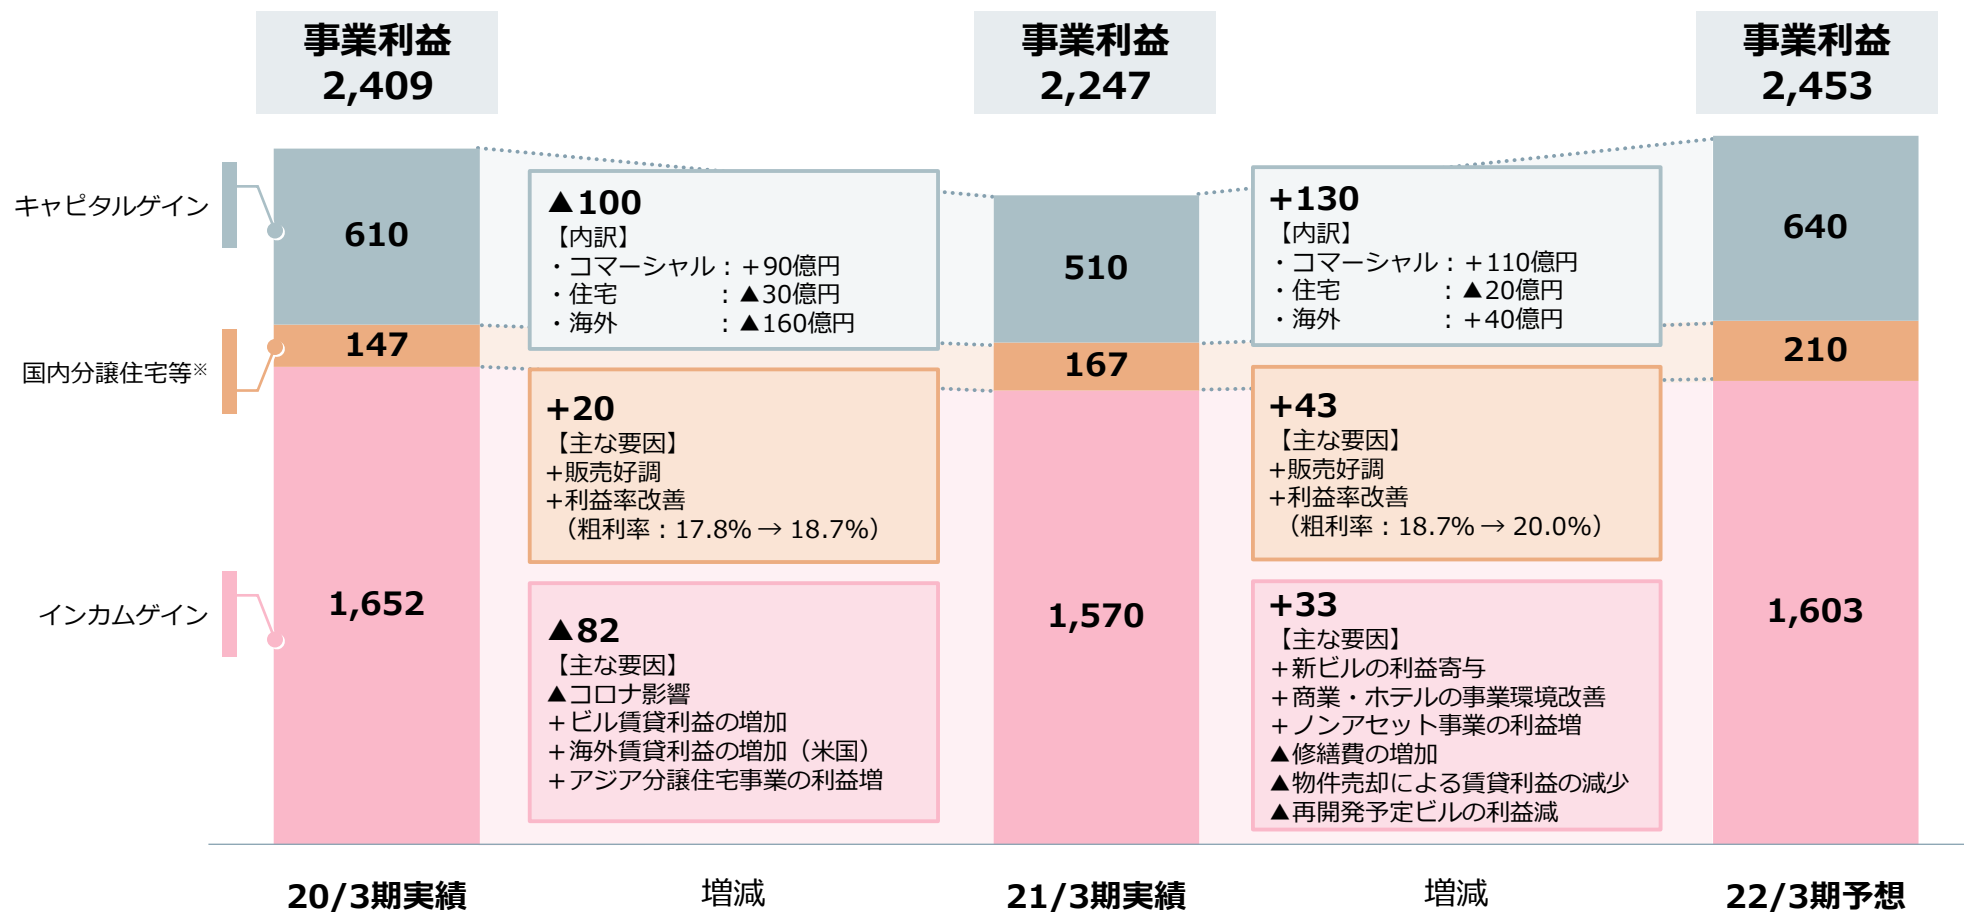 事業利益
2,409
事業利益
2,247
事業利益
2,453
キャピタルゲイン
国内分譲住宅等※
インカムゲイン
610
147
1,652
▲100
【内訳】
・コマーシャル：＋90億円
・住宅　　　　：▲30億円
・海外　　　　：▲160億円
+20
【主な要因】
+販売好調
+利益率改善
（粗利率：17.8%→18.7%）
▲82
【主な要因】
▲コロナ影響
＋ビル賃貸利益の増加
＋海外賃貸利益の増加（米国）
＋アジア分譲住宅事業の利益増
510
167
1,570
+130
【内訳】
・コマーシャル：＋110億円
・住宅　　　　：▲20億円
・海外　　　　：＋40億円
+43
【主な要因】
+販売好調
+利益率改善
（粗利率：18.7%→20.0%）
+33
【主な要因】
＋新ビルの利益寄与
＋商業・ホテルの事業環境改善
＋ノンアセット事業の利益増
▲修繕費の増加
▲物件売却による賃貸利益の減少
▲再開発予定ビルの利益減
640
210
1,603
20/3期実績
増減
21/3期実績
増減
22/3期予想